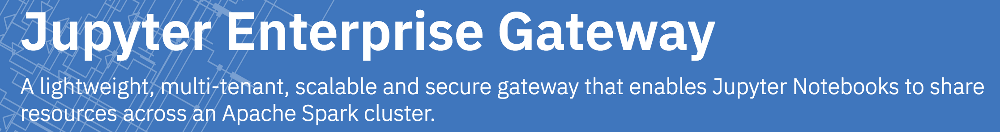 Jupyter Enterprise Gateway
A lightweight, multi-tenant, scalable and secure gateway that enables Jupyter Notebooks to share
resources across an Apache Spark cluster.